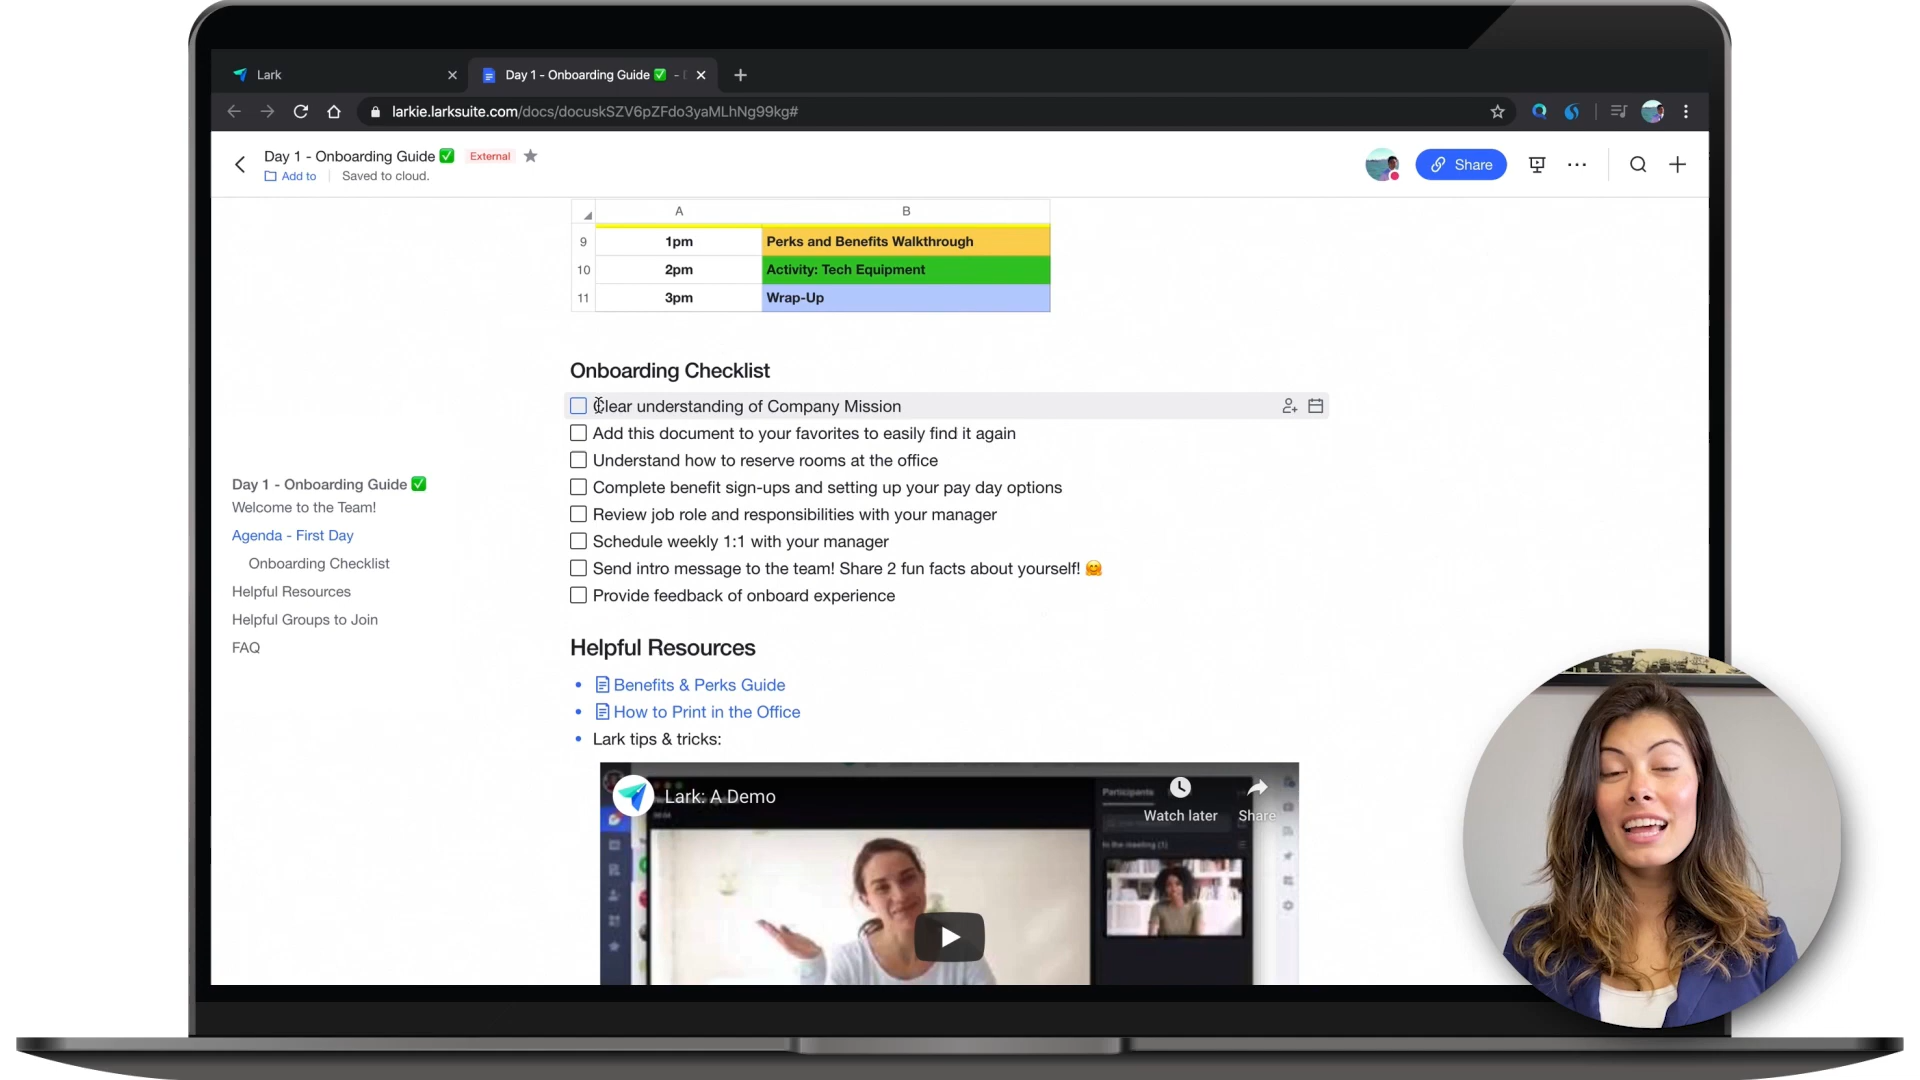 Lark
Day 1 - Onboarding Guide ✅ -
larkie.larksuite.com/docs/docuskSZV6pZFdo3yaMLhNg99kg#
Day 1 - Onboarding Guide ✅ External
Add to Saved to cloud.
Share
A B
9 1pm Perks and Benefits Walkthrough
10 2pm Activity: Tech Equipment
11 3pm Wrap-Up
Day 1 - Onboarding Guide ✅
Welcome to the Team!
Agenda - First Day
Onboarding Checklist
Helpful Resources
Helpful Groups to Join
FAQ
Onboarding Checklist
Clear understanding of Company Mission
Add this document to your favorites to easily find it again
Understand how to reserve rooms at the office
Complete benefit sign-ups and setting up your pay day options
Review job role and responsibilities with your manager
Schedule weekly 1:1 with your manager
Send intro message to the team! Share 2 fun facts about yourself! 🤗
Provide feedback of onboard experience
Helpful Resources
• Benefits & Perks Guide
• How to Print in the Office
• Lark tips & tricks:
Lark: A Demo
Watch later Share
Participants
In the meeting (1)